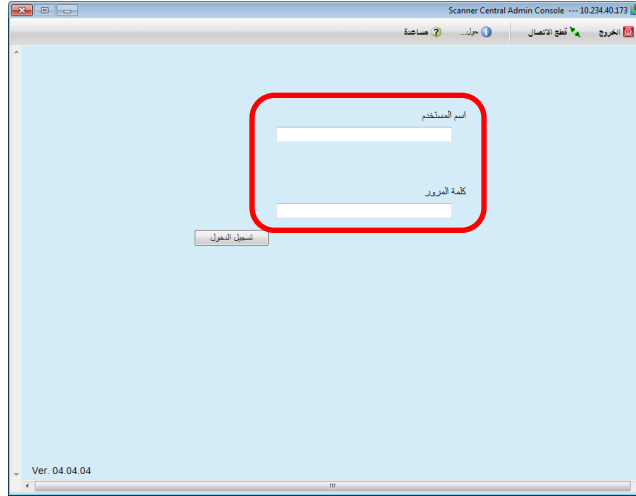 Scanner Central Admin Console --- 10.234.40.173
الخروج قطع الاتصال حول... مساعدة
اسم المستخدم
كلمة المرور
تسجيل الدخول
Ver. 04.04.04